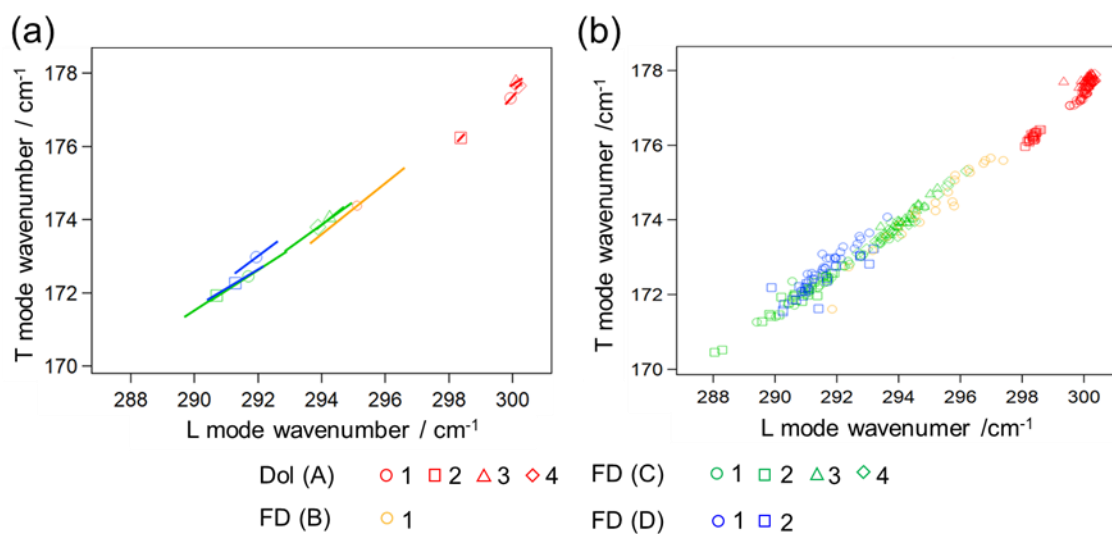 (a)
(b)
T mode wavenumber / cm-1
178
176
174
172
170
288 290 292 294 296 298 300
L mode wavenumber / cm-1
T mode wavenumer /cm-1
178
176
174
172
170
288 290 292 294 296 298 300
L mode wavenumer /cm-1
Dol (A) 1 2 3 4
FD (C) 1 2 3 4
FD (B) 1
FD (D) 1 2